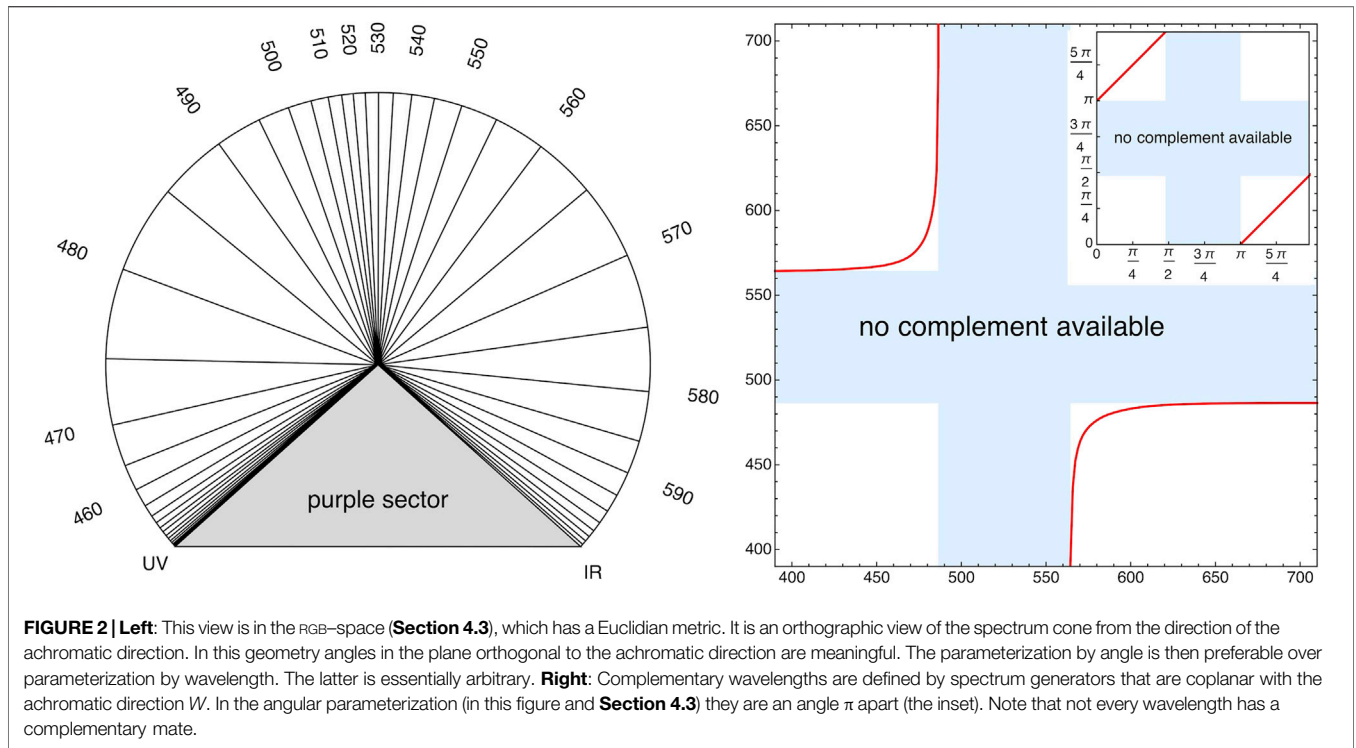 460
470
480
490
500
510
520
530
540
550
560
570
580
590
purple sector
UV
IR
700
650
600
550
500
450
400
400
450
500
550
600
650
700
no complement available
5 π
4
π
3 π
4
π
2
π
4
0
no complement available
0
π
4
π
2
3 π
4
π
5 π
4
FIGURE 2 | Left: This view is in the RGB–space (Section 4.3), which has a Euclidian metric. It is an orthographic view of the spectrum cone from the direction of the
achromatic direction. In this geometry angles in the plane orthogonal to the achromatic direction are meaningful. The parameterization by angle is then preferable over
parameterization by wavelength. The latter is essentially arbitrary. Right: Complementary wavelengths are defined by spectrum generators that are coplanar with the
achromatic direction W. In the angular parameterization (in this figure and Section 4.3) they are an angle π apart (the inset). Note that not every wavelength has a
complementary mate.